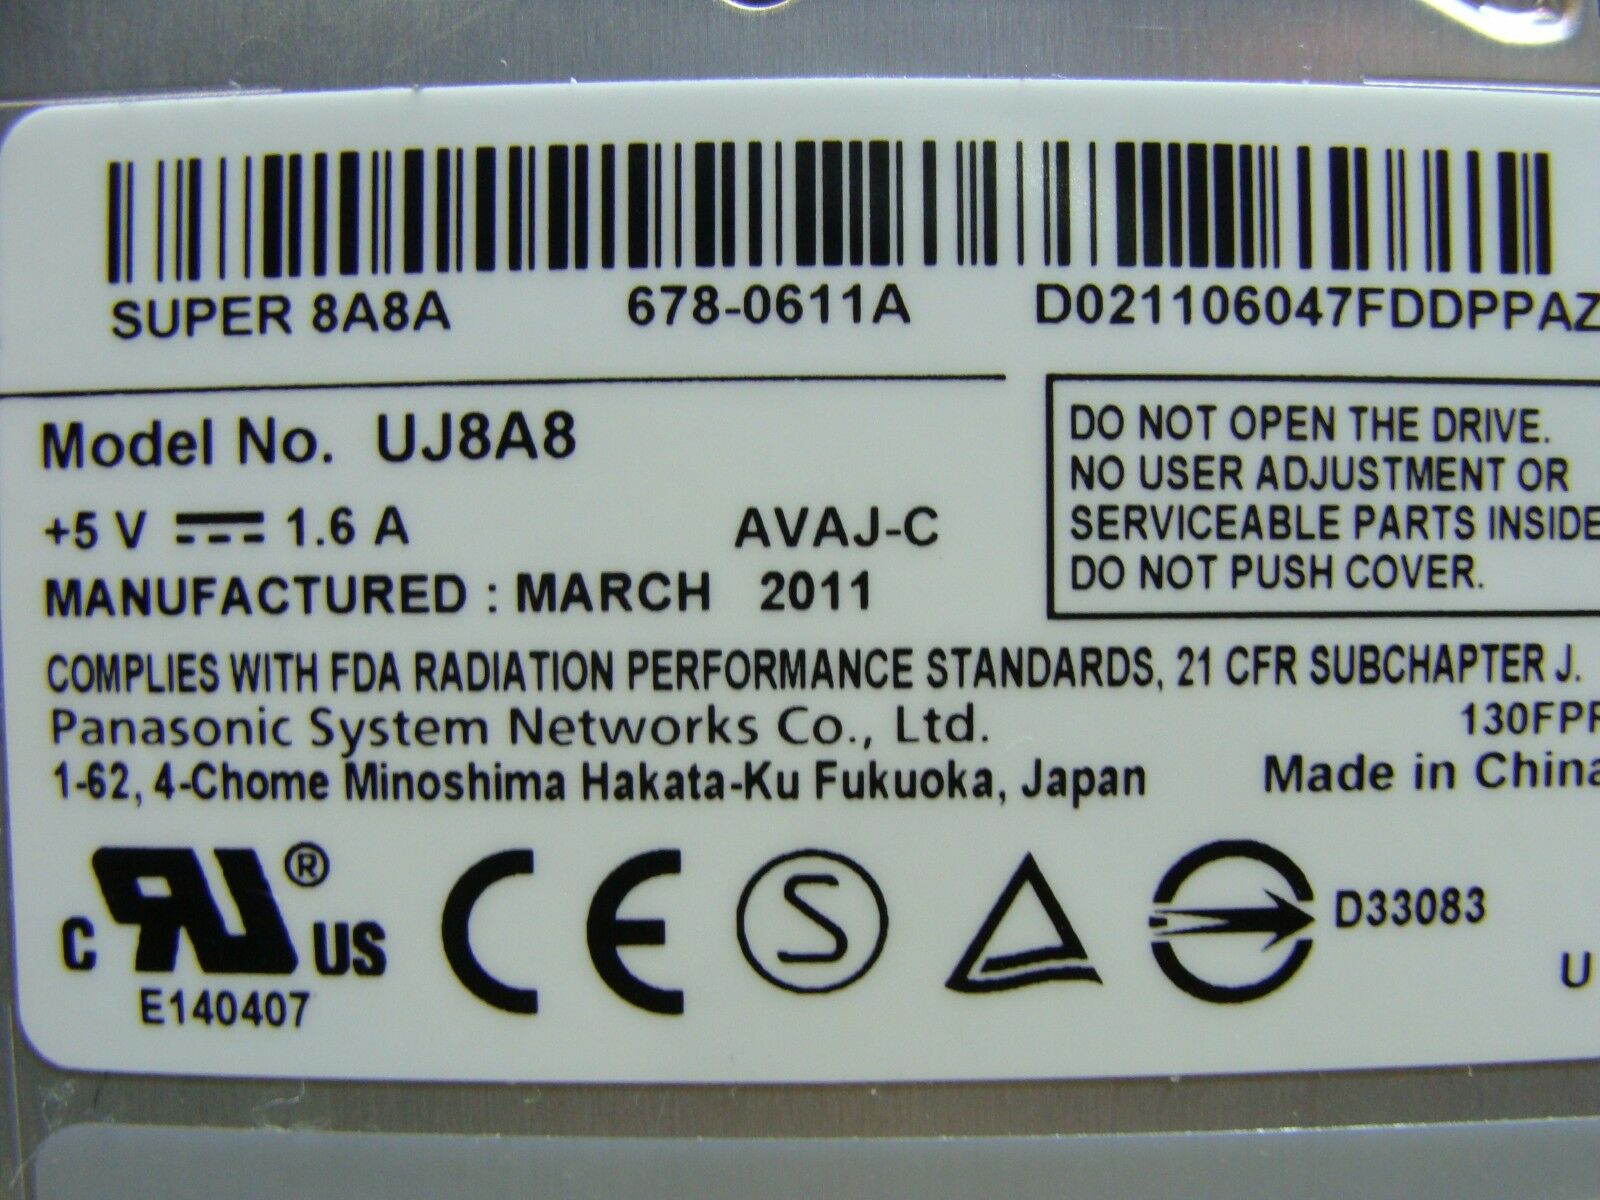 SUPER 8A8A 678-0611A D021106047FDDPPAZ
Model No. UJ8A8
+5 V 1.6 A AVAJ-C
MANUFACTURED : MARCH 2011
DO NOT OPEN THE DRIVE.
NO USER ADJUSTMENT OR
SERVICEABLE PARTS INSIDE
DO NOT PUSH COVER.
COMPLIES WITH FDA RADIATION PERFORMANCE STANDARDS, 21 CFR SUBCHAPTER J.
Panasonic System Networks Co., Ltd. 
1-62, 4-Chome Minoshima Hakata-Ku Fukuoka, Japan Made in China
C RU ® US CE S D33083
E140407
U